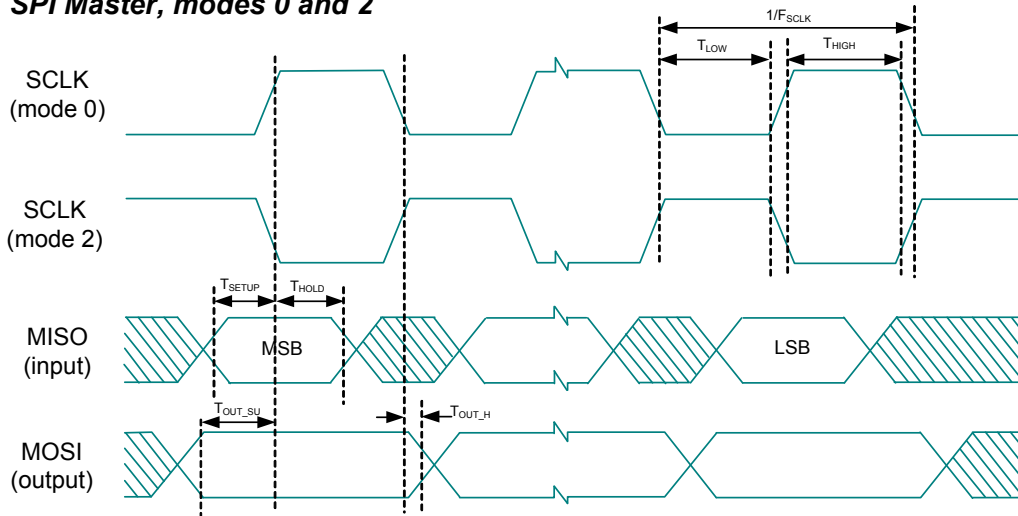 SPI Master, modes 0 and 2
1/FSCLK
TLOW
THIGH
SCLK
(mode 0)
SCLK
(mode 2)
TSETUP
THOLD
MISO
(input)
MSB
LSB
TOUT_SU
TOUT_H
MOSI
(output)